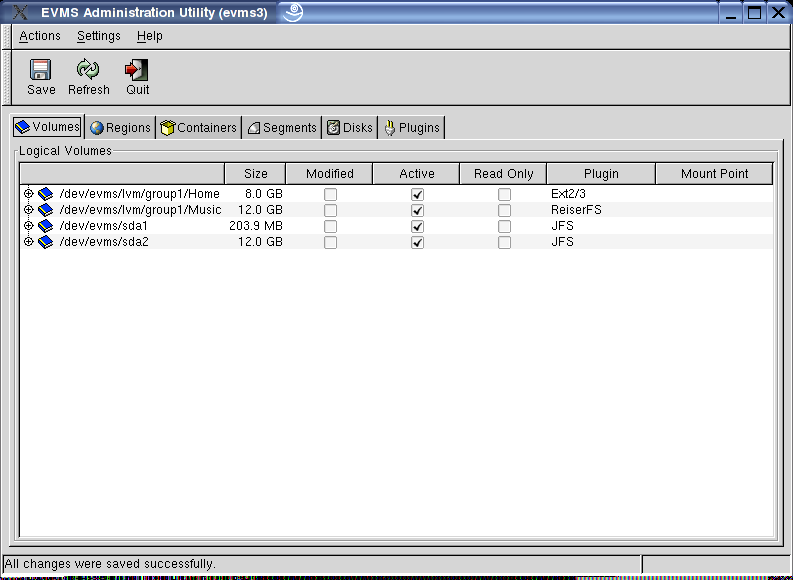 EVMS Administration Utility (evms3)
Actions Settings Help
Save Refresh Quit
Volumes Regions Containers Segments Disks Plugins
Logical Volumes
Size Modified Active Read Only Plugin Mount Point
/dev/evms/lvm/group1/Home 8.0 GB Ext2/3
/dev/evms/lvm/group1/Music 12.0 GB ReiserFS
/dev/evms/sda1 203.9 MB JFS
/dev/evms/sda2 12.0 GB JFS
All changes were saved successfully.